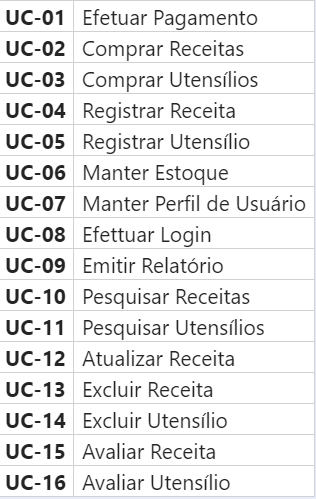 UC-01 Efetuar Pagamento
UC-02 Comprar Receitas
UC-03 Comprar Utensílios
UC-04 Registrar Receita
UC-05 Registrar Utensílio
UC-06 Manter Estoque
UC-07 Manter Perfil de Usuário
UC-08 Efettuar Login
UC-09 Emitir Relatório
UC-10 Pesquisar Receitas
UC-11 Pesquisar Utensílios
UC-12 Atualizar Receita
UC-13 Excluir Receita
UC-14 Excluir Utensílio
UC-15 Avaliar Receita
UC-16 Avaliar Utensílio